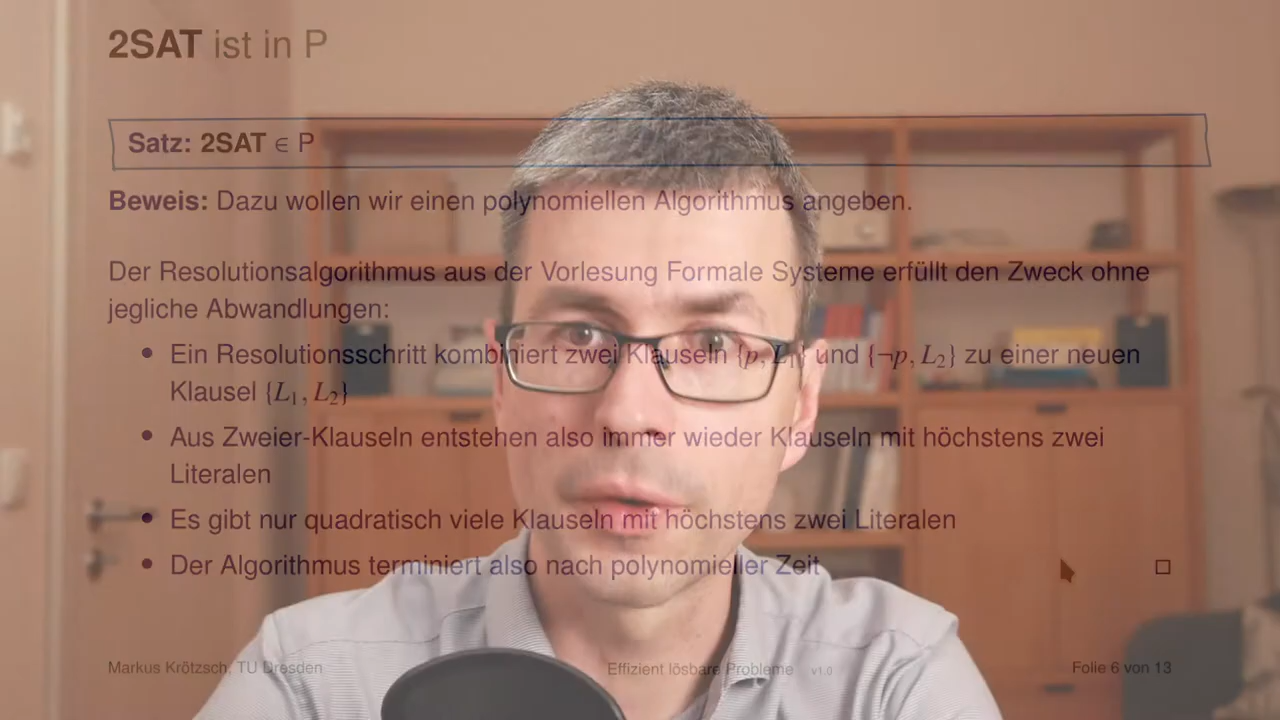 2SAT ist in P
Satz: 2SAT ∈ P
Beweis: Dazu wollen wir einen polynomiellen Algorithmus angeben.
Der Resolutionsalgorithmus aus der Vorlesung Formale Systeme erfüllt den Zweck ohne
jegliche Abwandlungen:
• Ein Resolutionsschritt kombiniert zwei Klauseln {p, L₁} und {¬p, L₂} zu einer neuen
Klausel {L₁, L₂}
• Aus Zweier-Klauseln entstehen also immer wieder Klauseln mit höchstens zwei
Literalen
• Es gibt nur quadratisch viele Klauseln mit höchstens zwei Literalen
• Der Algorithmus terminiert also nach polynomieller Zeit □
Markus Krötzsch, TU Dresden Effizient lösbare Probleme v1.0 Folie 6 von 13